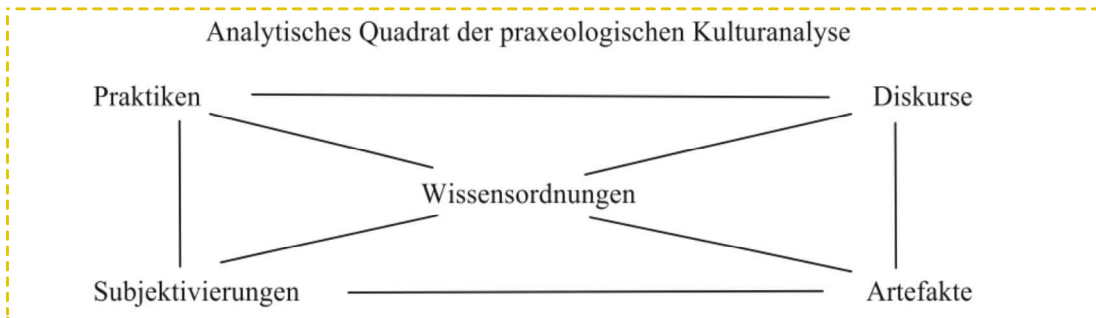 Analytisches Quadrat der praxeologischen Kulturanalyse
Praktiken Diskurse
Wissensordnungen
Subjektivierungen Artefakte